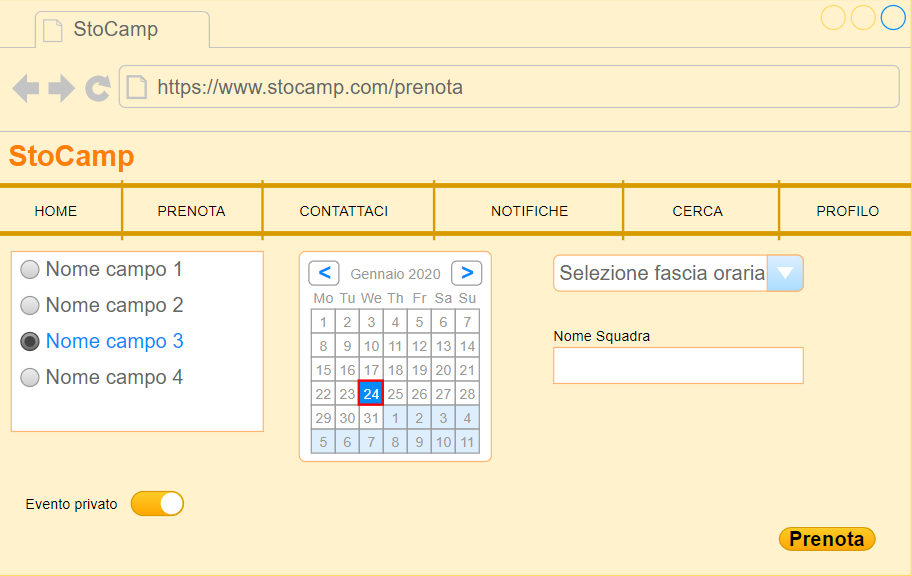 StoCamp
https://www.stocamp.com/prenota
StoCamp
HOME PRENOTA CONTATTACI NOTIFICHE CERCA PROFILO
Nome campo 1
Nome campo 2
Nome campo 3
Nome campo 4
< Gennaio 2020 >
Mo Tu We Th Fr Sa Su
1 2 3 4 5 6 7
8 9 10 11 12 13 14
15 16 17 18 19 20 21
22 23 24 25 26 27 28
29 30 31 1 2 3 4
5 6 7 8 9 10 11
Selezione fascia oraria
Nome Squadra
Evento privato
Prenota